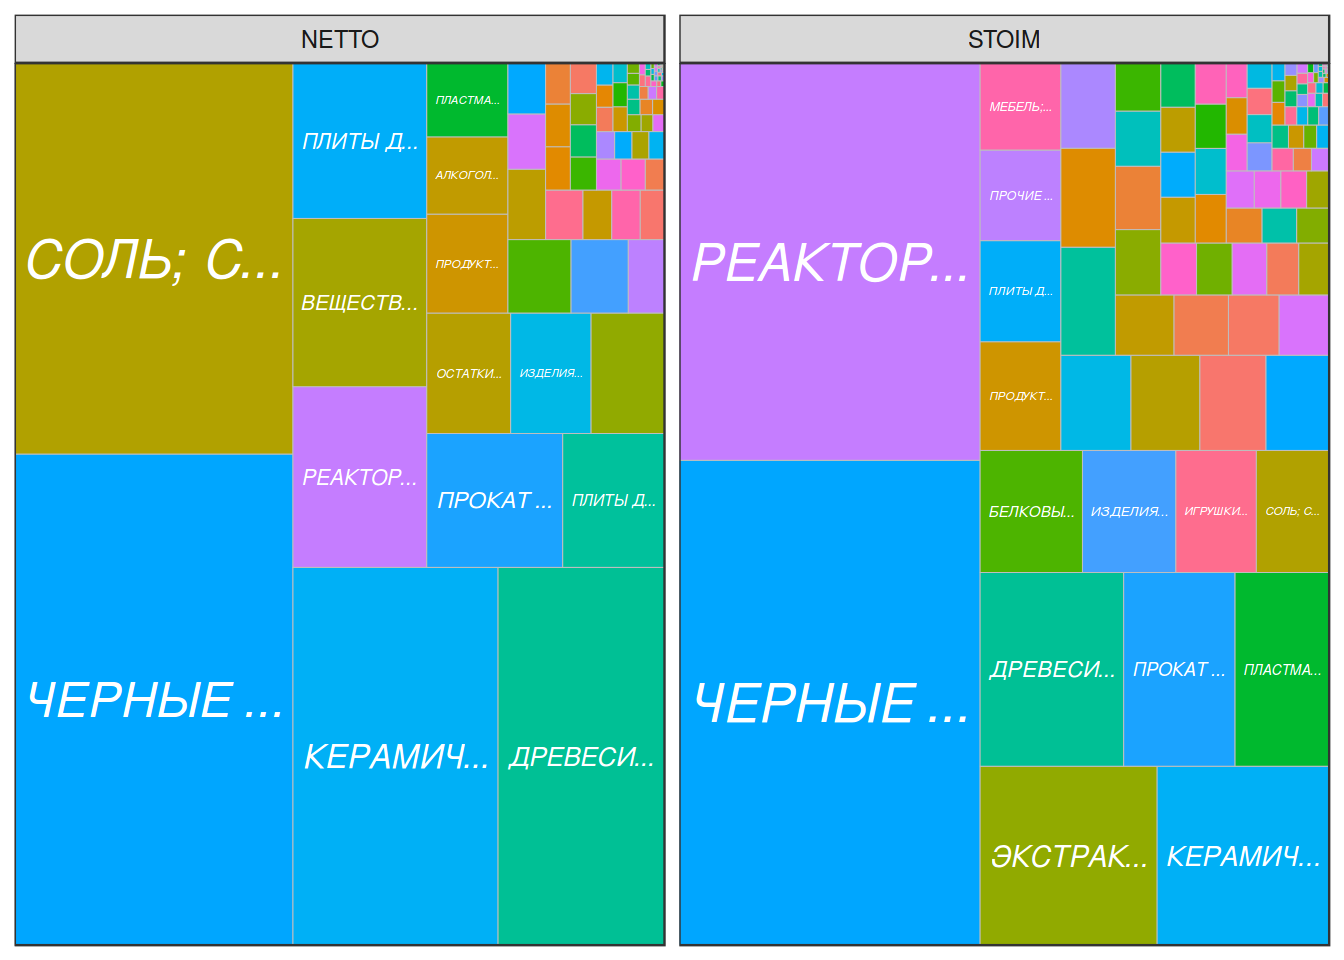 NETTO
СОЛЬ; С...
ЧЕРНЫЕ ...
ПЛИТЫ Д...
ВЕЩЕСТВ...
РЕАКТОР...
КЕРАМИЧ...
ДРЕВЕСИ...
ПЛАСТМА...
АЛКОГОЛ...
ПРОДУКТ...
ОСТАТКИ...
ИЗДЕЛИЯ...
ПРОКАТ ...
ПЛИТЫ Д...
STOIM
РЕАКТОР...
ЧЕРНЫЕ ...
МЕБЕЛЬ;...
ПРОЧИЕ ...
ПЛИТЫ Д...
ПРОДУКТ...
БЕЛКОВЫ...
ИЗДЕЛИЯ...
ИГРУШКИ...
СОЛЬ; С...
ДРЕВЕСИ...
ПРОКАТ ...
ПЛАСТМА...
ЭКСТРАК...
КЕРАМИЧ...